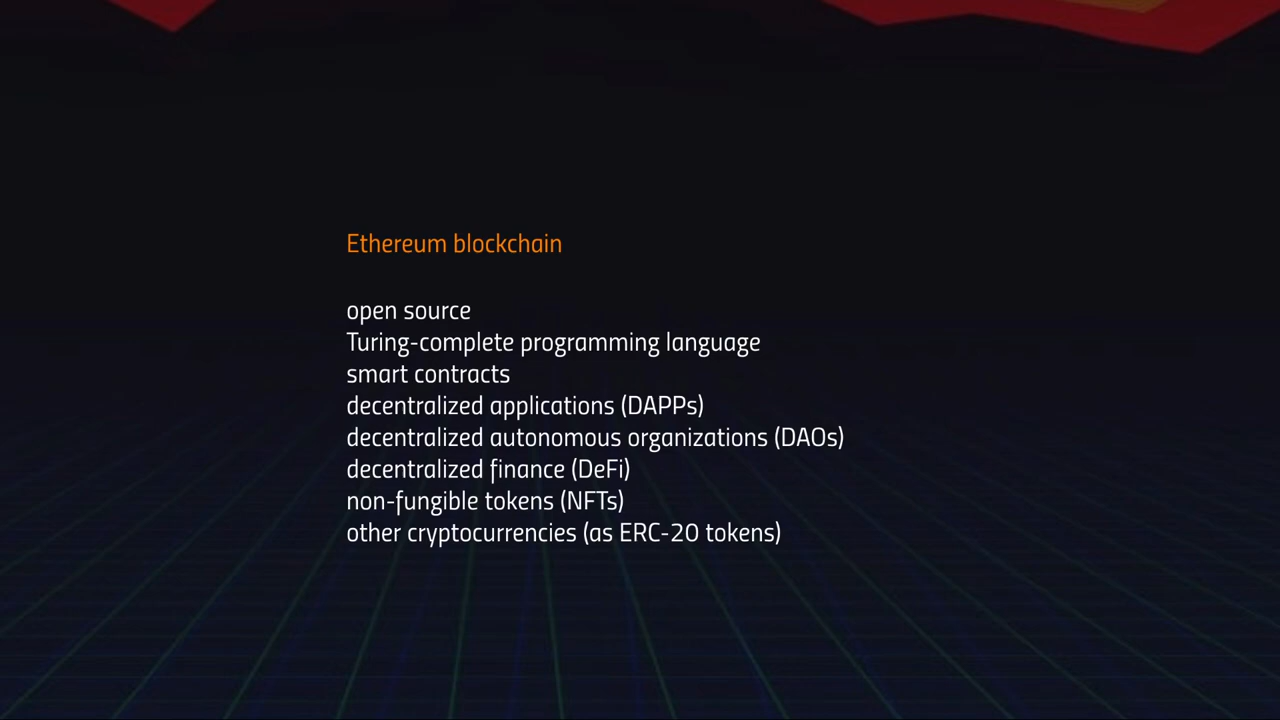 Ethereum blockchain
open source
Turing-complete programming language
smart contracts
decentralized applications (DAPPs)
decentralized autonomous organizations (DAOs)
decentralized finance (DeFi)
non-fungible tokens (NFTs)
other cryptocurrencies (as ERC-20 tokens)